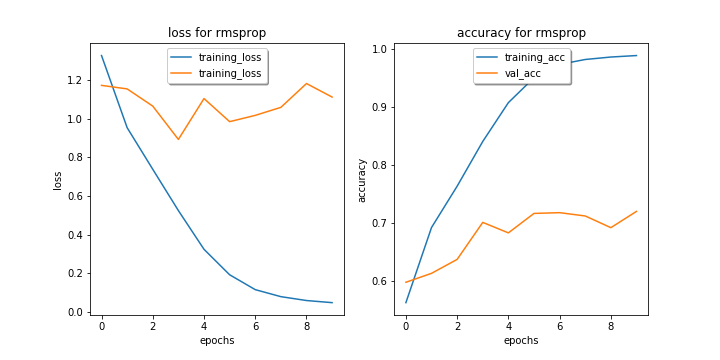 loss for rmsprop
training_loss
training_loss
1.2
1.0
0.8
0.6
0.4
0.2
0.0
loss
0
2
4
6
8
epochs
accuracy for rmsprop
training_acc
val_acc
1.0
0.9
0.8
0.7
0.6
accuracy
0
2
4
6
8
epochs